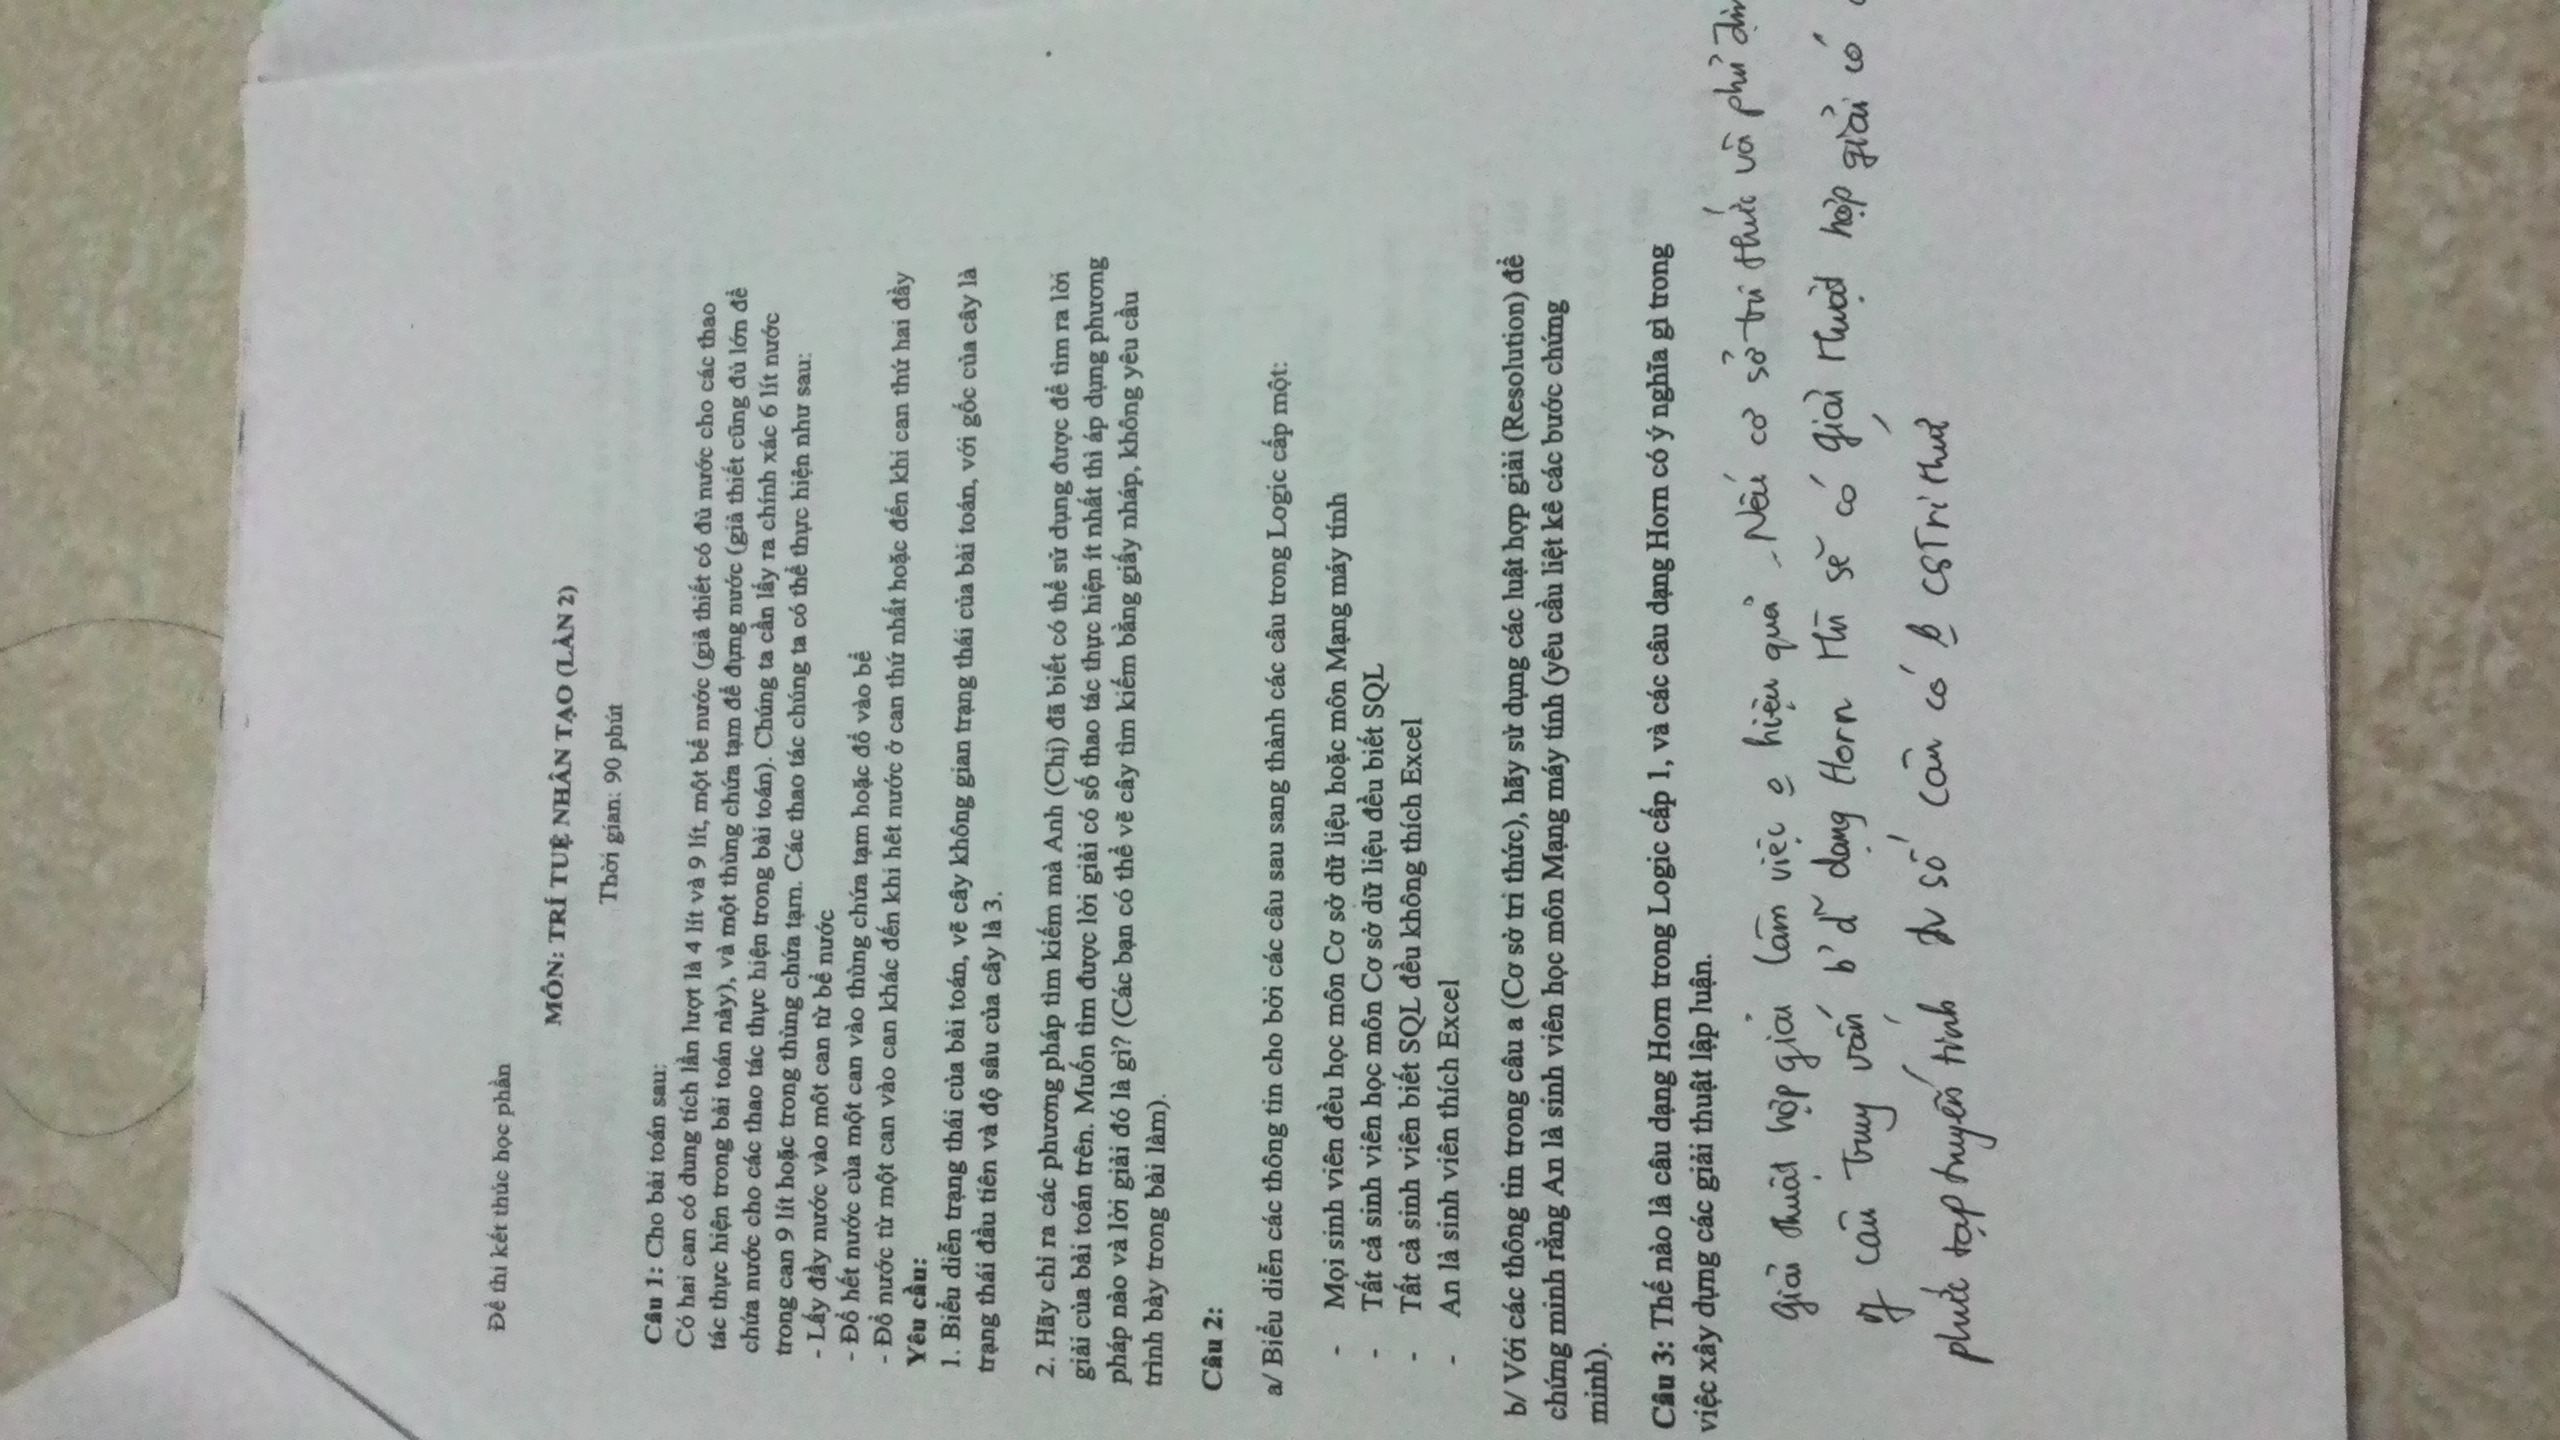 Đề thi kết thúc học phần
MÔN: TRÍ TUỆ NHÂN TẠO (LẦN 2)
Thời gian: 90 phút
Câu 1: Cho bài toán sau:
Có hai can có dung tích lần lượt là 4 lít và 9 lít, một bể nước (giả thiết có đủ nước cho các thao
tác thực hiện trong bài toán này), và một thùng chứa tạm để đựng nước (giả thiết cũng đủ lớn để
chứa nước cho các thao tác thực hiện trong bài toán). Chúng ta cần lấy ra chính xác 6 lít nước
trong can 9 lít hoặc trong thùng chứa tạm. Các thao tác chúng ta có thể thực hiện như sau:
- Lấy đầy nước vào môt can từ bể nước
- Đổ hết nước của một can vào thùng chứa tạm hoặc đổ vào bể
- Đổ nước từ một can vào can khác đến khi hêt nước ở can thứ nhất hoặc đến khi can thứ hai đầy
Yêu cầu:
1. Biểu diễn trạng thái của bài toán, vẽ cây không gian trạng thái của bài toán, với gốc của cây là
trạng thái đầu tiên và độ sâu của cây là 3.
2. Hãy chỉ ra các phương pháp tìm kiếm mà Anh (Chị) đã biết có thể sử dụng được để tìm ra lời
giải của bài toán trên. Muốn tìm được lời giải có số thao tác thực hiện ít nhất thì áp dụng phương
pháp nào và lời giải đó là gì? (Các bạn có thể vẽ cây tìm kiếm bằng giấy nháp, không yêu cầu
trình bày trong bài làm).
Câu 2:
a/ Biểu diễn các thông tin cho bởi các câu sau sang thành các câu trong Logic cấp một:
- Mọi sinh viên đều học môn Cơ sở dữ liệu hoặc môn Mạng máy tính
- Tất cả sinh viên học môn Cơ sở dữ liệu đều biết SQL
- Tất cả sinh viên biết SQL đều không thích Excel
- An là sinh viên thích Excel
b/ Với các thông tin trong câu a (Cơ sở tri thức), hãy sử dụng các luật hợp giải (Resolution) để
chứng minh rằng An là sinh viên học môn Mạng máy tính (yêu cầu liệt kê các bước chứng
minh).
Câu 3: Thế nào là câu dạng Horn trong Logic cấp 1, và các câu dạng Horn có ý nghĩa gì trong
việc xây dựng các giải thuật lập luận.
Giải thuật hợp giải làm việc hiệu quả. Nếu cơ sở tri thức và phủ
câu truy vấn b' d~ dạng Horn thì sẽ có giải thuật hợp giải có
phức tạp tuyến tính số câu có CSTri thức